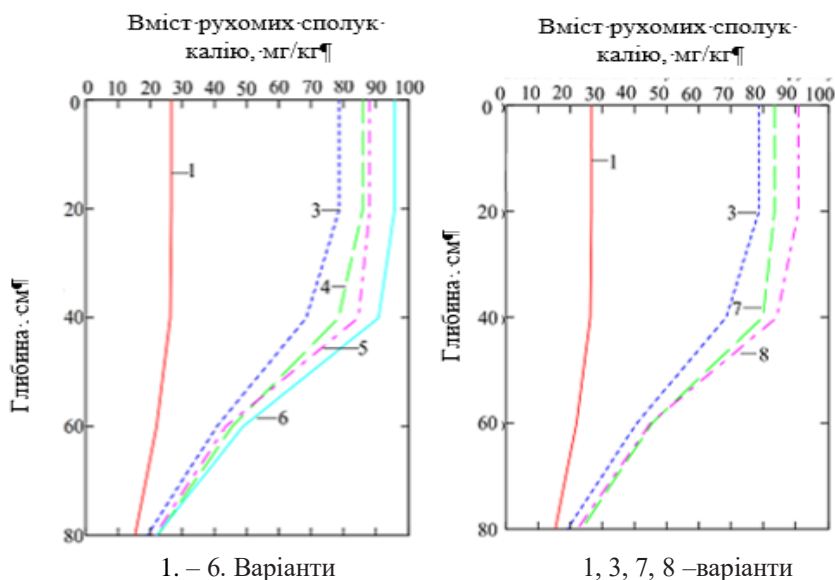 Вміст·рухомих·сполук·
калію,·мг/кг¶
0 10 20 30 40 50 60 70 80 90 100
0
20
40
60
80
Глибина·,·см¶
1
3
4
5
6
1. – 6. Варіанти
Вміст·рухомих·сполук·
калію,·мг/кг¶
0 10 20 30 40 50 60 70 80 90 100
0
20
40
60
80
Глибина·,·см¶
1
3
7
8
1, 3, 7, 8 –варіанти